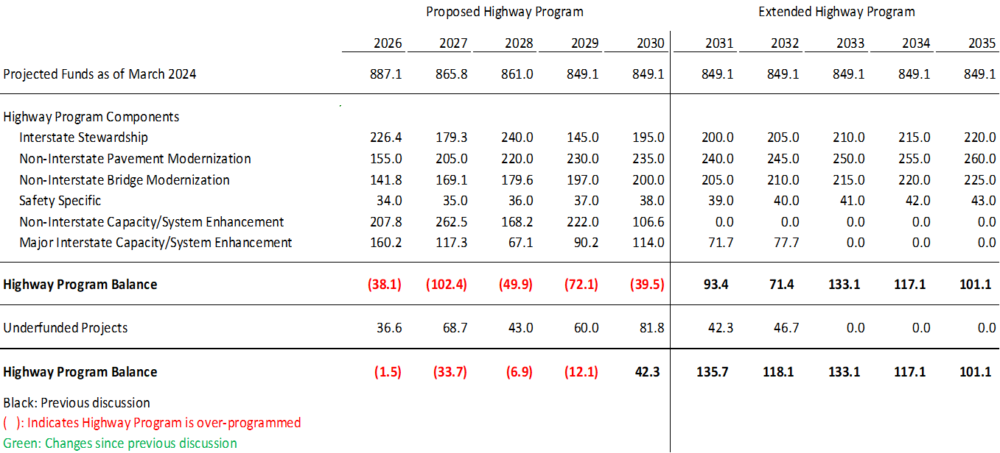 Proposed Highway Program Extended Highway Program
2026 2027 2028 2029 2030 2031 2032 2033 2034 2035
Projected Funds as of March 2024 887.1 865.8 861.0 849.1 849.1 849.1 849.1 849.1 849.1 849.1
Highway Program Components
Interstate Stewardship 226.4 179.3 240.0 145.0 195.0 200.0 205.0 210.0 215.0 220.0
Non-Interstate Pavement Modernization 155.0 205.0 220.0 230.0 235.0 240.0 245.0 250.0 255.0 260.0
Non-Interstate Bridge Modernization 141.8 169.1 179.6 197.0 200.0 205.0 210.0 215.0 220.0 225.0
Safety Specific 34.0 35.0 36.0 37.0 38.0 39.0 40.0 41.0 42.0 43.0
Non-Interstate Capacity/System Enhancement 207.8 262.5 168.2 222.0 106.6 0.0 0.0 0.0 0.0 0.0
Major Interstate Capacity/System Enhancement 160.2 117.3 67.1 90.2 114.0 71.7 77.7 0.0 0.0 0.0
Highway Program Balance (38.1) (102.4) (49.9) (72.1) (39.5) 93.4 71.4 133.1 117.1 101.1
Underfunded Projects 36.6 68.7 43.0 60.0 81.8 42.3 46.7 0.0 0.0 0.0
Highway Program Balance (1.5) (33.7) (6.9) (12.1) 42.3 135.7 118.1 133.1 117.1 101.1
Black: Previous discussion
( ): Indicates Highway Program is over-programmed
Green: Changes since previous discussion